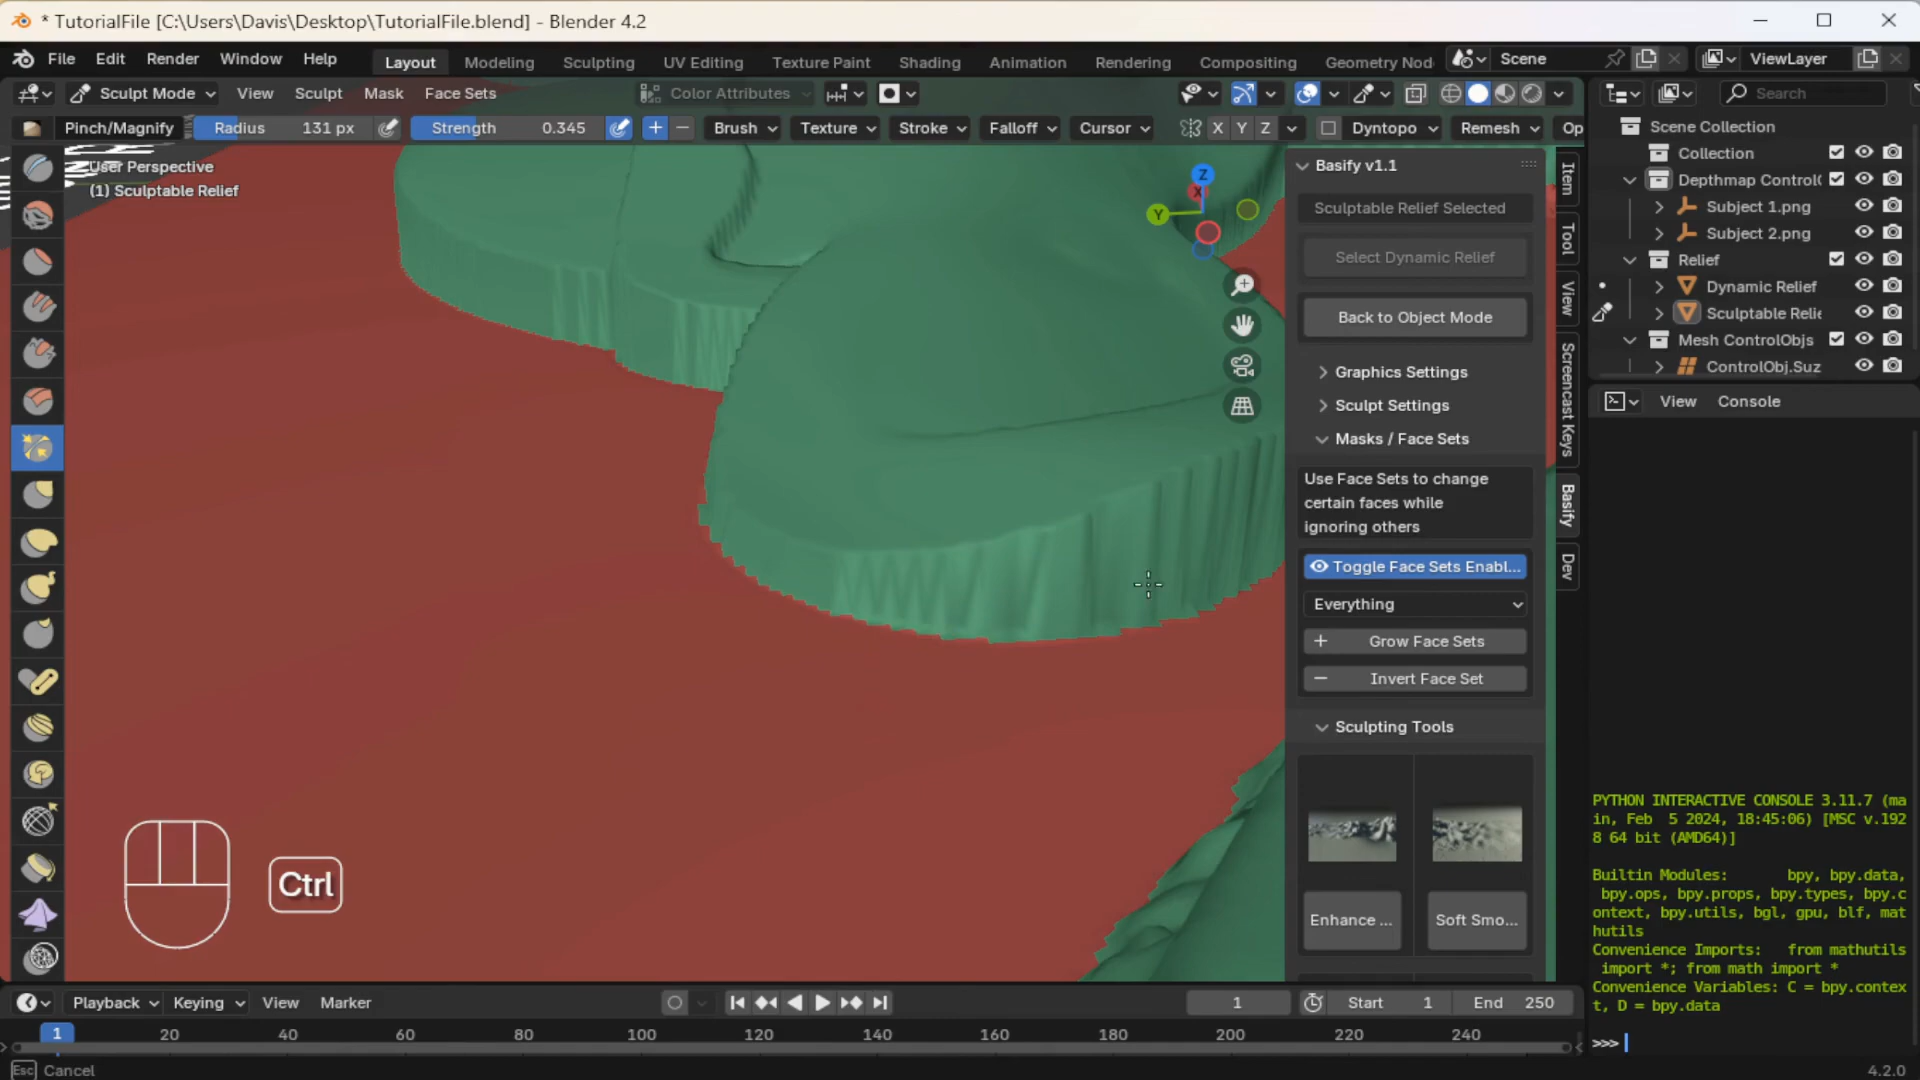 * TutorialFile [C:\Users\Davis\Desktop\TutorialFile.blend] - Blender 4.2
File Edit Render Window Help Layout Modeling Sculpting UV Editing Texture Paint Shading Animation Rendering Compositing Geometry Nod Scene ViewLayer
Sculpt Mode View Sculpt Mask Face Sets Color Attributes Search
Pinch/Magnify Radius 131 px Strength 0.345 Brush Texture Stroke Falloff Cursor X Y Z Dyntopo Remesh Op
User Perspective
(1) Sculptable Relief
Z
X
Y
Basify v1.1
Sculptable Relief Selected
Select Dynamic Relief
Back to Object Mode
Graphics Settings
Sculpt Settings
Masks / Face Sets
Use Face Sets to change
certain faces while
ignoring others
Toggle Face Sets Enabl...
Everything
Grow Face Sets
Invert Face Set
Sculpting Tools
Enhance ...
Soft Smo...
Item
Tool
View
Screencast Keys
Basify
Dev
Scene Collection
Collection
Depthmap Control
Subject 1.png
Subject 2.png
Relief
Dynamic Relief
Sculptable Relie
Mesh ControlObjs
ControlObj.Suz
View Console
PYTHON INTERACTIVE CONSOLE 3.11.7 (ma
in, Feb  5 2024, 18:45:06) [MSC v.192
8 64 bit (AMD64)]
Builtin Modules:       bpy, bpy.data,
 bpy.ops, bpy.props, bpy.types, bpy.c
ontext, bpy.utils, bgl, gpu, blf, mat
hutils
Convenience Imports:   from mathutils
 import *; from math import *
Convenience Variables: C = bpy.contex
t, D = bpy.data
>>>
Ctrl
Playback Keying View Marker 1 Start 1 End 250
1 20 40 60 80 100 120 140 160 180 200 220 240
Esc Cancel
4.2.0